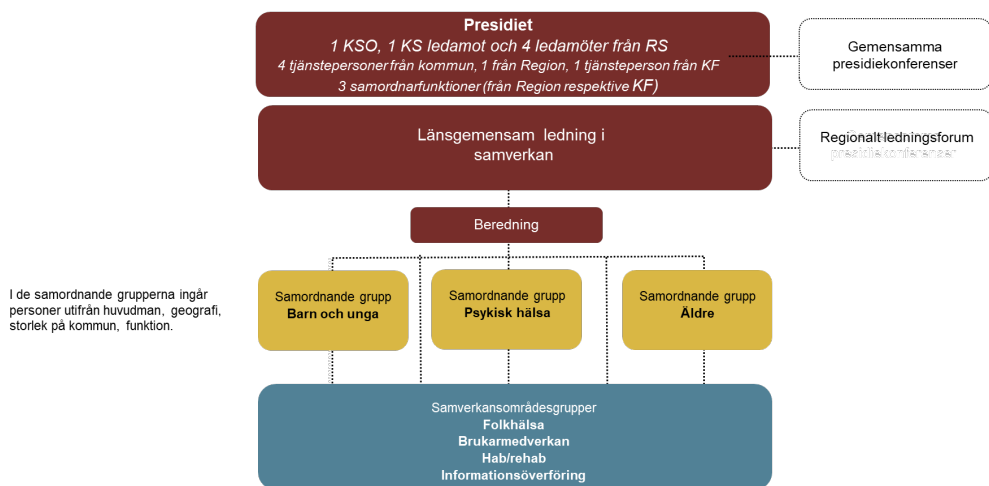 Presidiet
1 KSO, 1 KS ledamot och 4 ledamöter från RS
4 tjänstepersoner från kommun, 1 från Region, 1 tjänsteperson från KF
3 samordnarfunktioner (från Region respektive KF)
Gemensamma
presidiekonferenser
Länsgemensam ledning i
samverkan
Regionalt ledningsforum
presidiekonferenser
Beredning
I de samordnande grupperna ingår
personer utifrån huvudman, geografi,
storlek på kommun, funktion.
Samordnande grupp
Barn och unga
Samordnande grupp
Psykisk hälsa
Samordnande grupp
Äldre
Samverkansområdesgrupper
Folkhälsa
Brukarmedverkan
Hab/rehab
Informationsöverföring